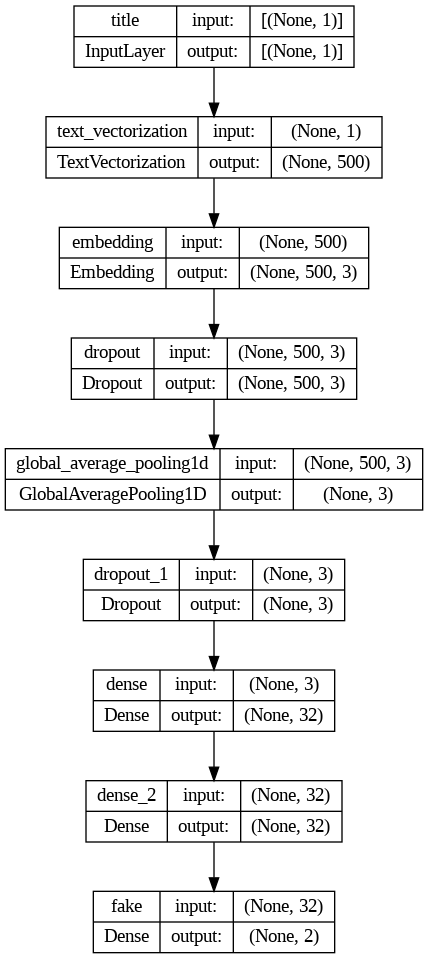 title input: [(None, 1)]
InputLayer output: [(None, 1)]
text_vectorization input: (None, 1)
TextVectorization output: (None, 500)
embedding input: (None, 500)
Embedding output: (None, 500, 3)
dropout input: (None, 500, 3)
Dropout output: (None, 500, 3)
global_average_pooling1d input: (None, 500, 3)
GlobalAveragePooling1D output: (None, 3)
dropout_1 input: (None, 3)
Dropout output: (None, 3)
dense input: (None, 3)
Dense output: (None, 32)
dense_2 input: (None, 32)
Dense output: (None, 32)
fake input: (None, 32)
Dense output: (None, 2)